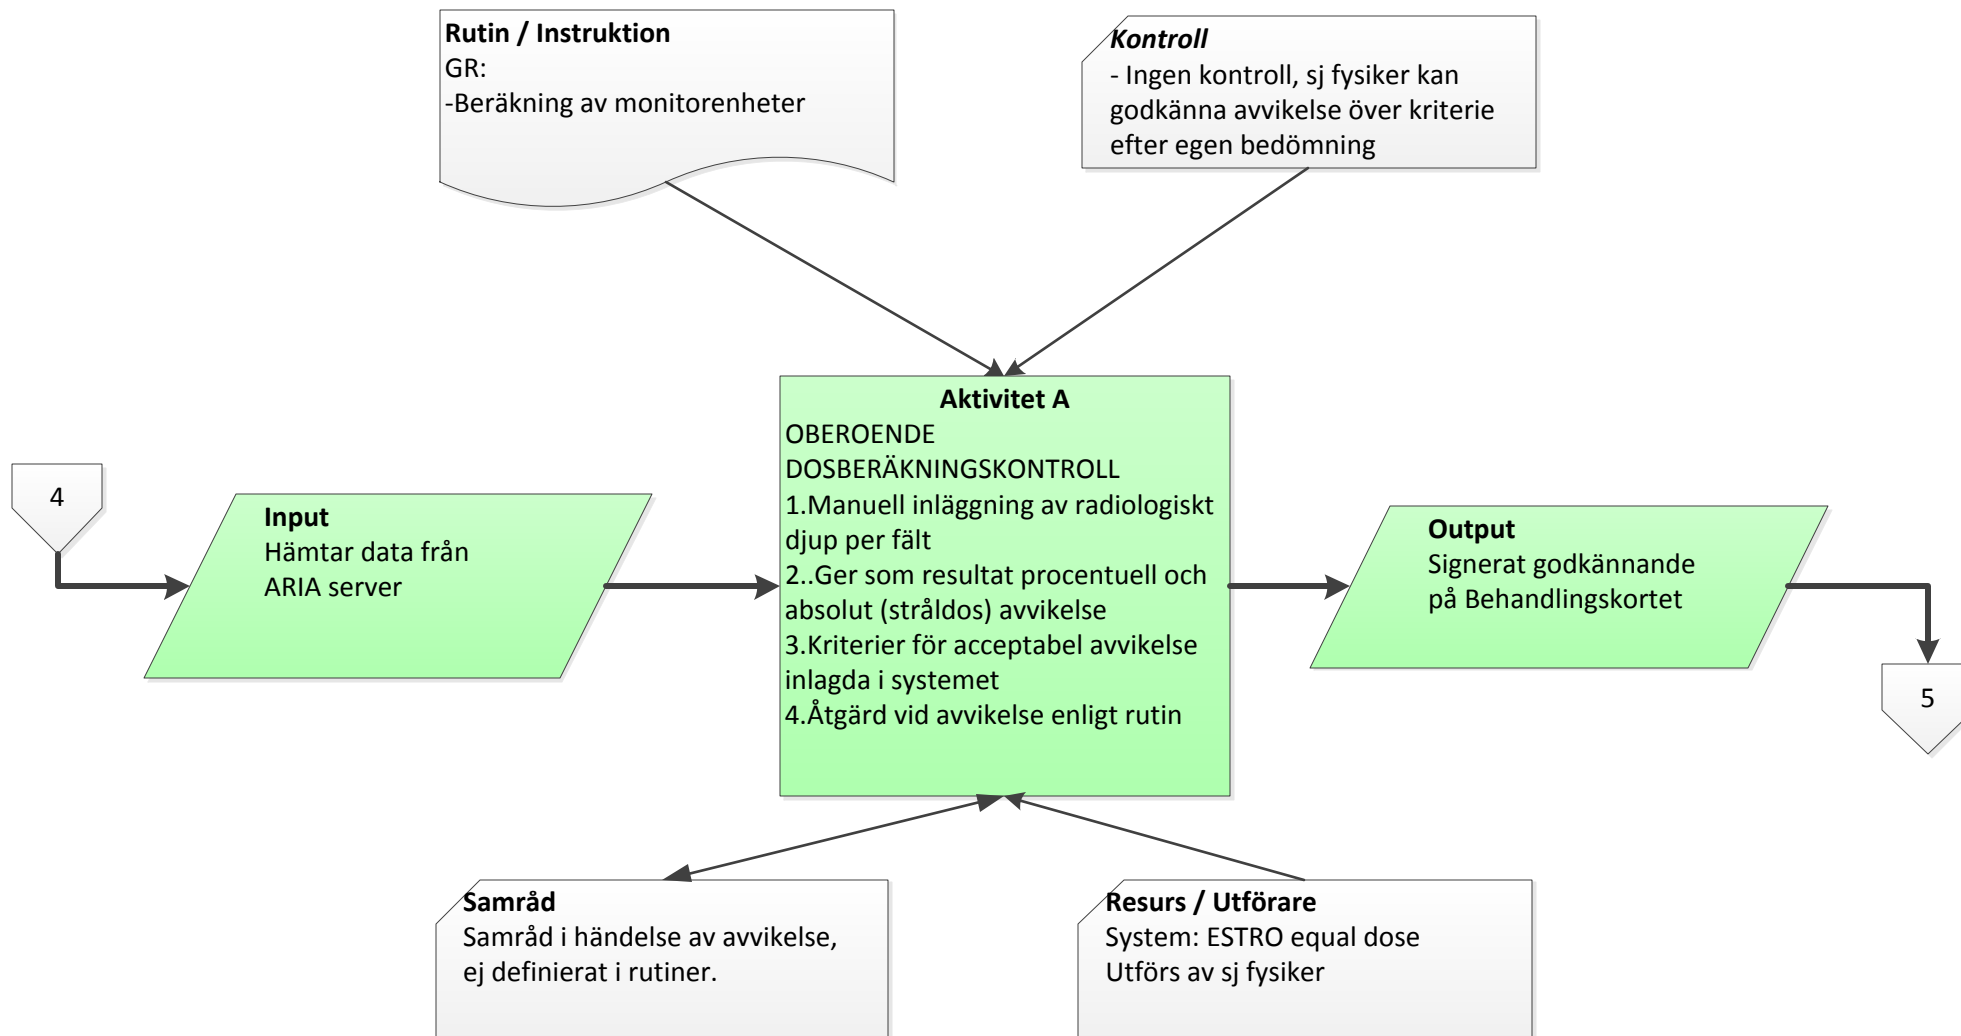 Rutin / Instruktion
GR:
-Beräkning av monitorenheter
Kontroll
- Ingen kontroll, sj fysiker kan
godkänna avvikelse över kriterie
efter egen bedömning
4
Input
Hämtar data från
ARIA server
Aktivitet A
OBEROENDE
DOSBERÄKNINGSKONTROLL
1.Manuell inläggning av radiologiskt
djup per fält
2..Ger som resultat procentuell och
absolut (stråldos) avvikelse
3.Kriterier för acceptabel avvikelse
inlagda i systemet
4.Åtgärd vid avvikelse enligt rutin
Output
Signerat godkännande
på Behandlingskortet
5
Samråd
Samråd i händelse av avvikelse,
ej definierat i rutiner.
Resurs / Utförare
System: ESTRO equal dose
Utförs av sj fysiker